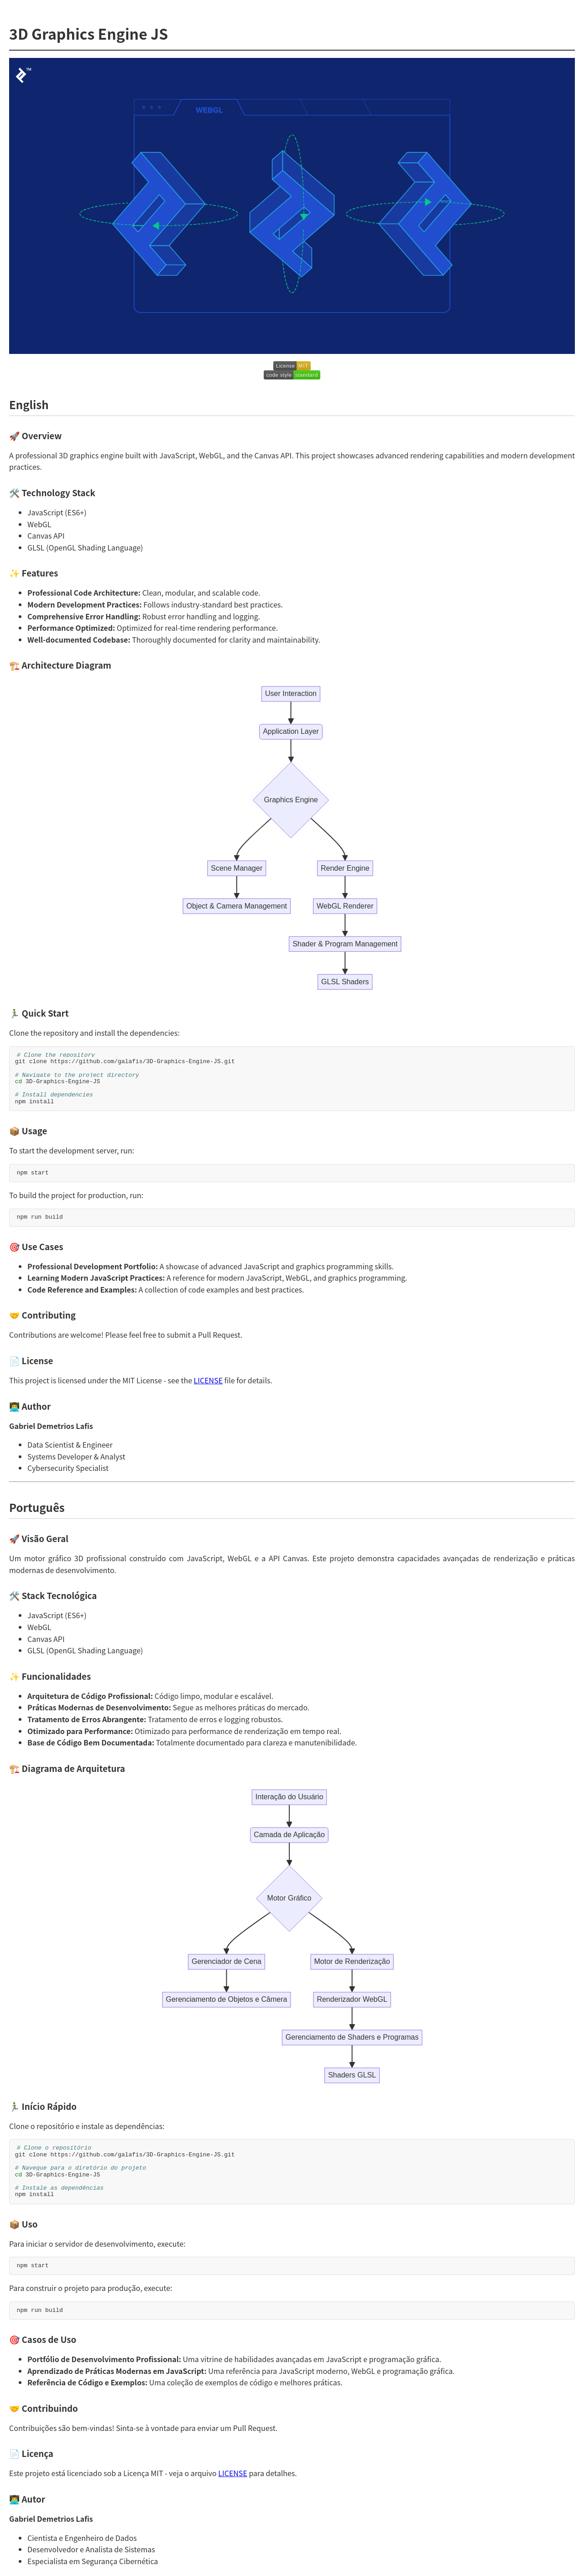 3D Graphics Engine JS
TM
WEBGL
License MIT
code style standard
English
🚀 Overview
A professional 3D graphics engine built with JavaScript, WebGL, and the Canvas API. This project showcases advanced rendering capabilities and modern development
practices.
🛠️ Technology Stack
• JavaScript (ES6+)
• WebGL
• Canvas API
• GLSL (OpenGL Shading Language)
✨ Features
• Professional Code Architecture: Clean, modular, and scalable code.
• Modern Development Practices: Follows industry-standard best practices.
• Comprehensive Error Handling: Robust error handling and logging.
• Performance Optimized: Optimized for real-time rendering performance.
• Well-documented Codebase: Thoroughly documented for clarity and maintainability.
🏗️ Architecture Diagram
User Interaction
Application Layer
Graphics Engine
Scene Manager
Render Engine
Object & Camera Management
WebGL Renderer
Shader & Program Management
GLSL Shaders
🏃‍♂️ Quick Start
Clone the repository and install the dependencies:
# Clone the repository
git clone https://github.com/galafis/3D-Graphics-Engine-JS.git
# Navigate to the project directory
cd 3D-Graphics-Engine-JS
# Install dependencies
npm install
📦 Usage
To start the development server, run:
npm start
To build the project for production, run:
npm run build
🎯 Use Cases
• Professional Development Portfolio: A showcase of advanced JavaScript and graphics programming skills.
• Learning Modern JavaScript Practices: A reference for modern JavaScript, WebGL, and graphics programming.
• Code Reference and Examples: A collection of code examples and best practices.
🤝 Contributing
Contributions are welcome! Please feel free to submit a Pull Request.
📄 License
This project is licensed under the MIT License - see the LICENSE file for details.
👨‍💻 Author
Gabriel Demetrios Lafis
• Data Scientist & Engineer
• Systems Developer & Analyst
• Cybersecurity Specialist
Português
🚀 Visão Geral
Um motor gráfico 3D profissional construído com JavaScript, WebGL e a API Canvas. Este projeto demonstra capacidades avançadas de renderização e práticas
modernas de desenvolvimento.
🛠️ Stack Tecnológica
• JavaScript (ES6+)
• WebGL
• Canvas API
• GLSL (OpenGL Shading Language)
✨ Funcionalidades
• Arquitetura de Código Profissional: Código limpo, modular e escalável.
• Práticas Modernas de Desenvolvimento: Segue as melhores práticas do mercado.
• Tratamento de Erros Abrangente: Tratamento de erros e logging robustos.
• Otimizado para Performance: Otimizado para performance de renderização em tempo real.
• Base de Código Bem Documentada: Totalmente documentado para clareza e manutenibilidade.
🏗️ Diagrama de Arquitetura
Interação do Usuário
Camada de Aplicação
Motor Gráfico
Gerenciador de Cena
Motor de Renderização
Gerenciamento de Objetos e Câmera
Renderizador WebGL
Gerenciamento de Shaders e Programas
Shaders GLSL
🏃‍♂️ Início Rápido
Clone o repositório e instale as dependências:
# Clone o repositório
git clone https://github.com/galafis/3D-Graphics-Engine-JS.git
# Navegue para o diretório do projeto
cd 3D-Graphics-Engine-JS
# Instale as dependências
npm install
📦 Uso
Para iniciar o servidor de desenvolvimento, execute:
npm start
Para construir o projeto para produção, execute:
npm run build
🎯 Casos de Uso
• Portfólio de Desenvolvimento Profissional: Uma vitrine de habilidades avançadas em JavaScript e programação gráfica.
• Aprendizado de Práticas Modernas em JavaScript: Uma referência para JavaScript moderno, WebGL e programação gráfica.
• Referência de Código e Exemplos: Uma coleção de exemplos de código e melhores práticas.
🤝 Contribuindo
Contribuições são bem-vindas! Sinta-se à vontade para enviar um Pull Request.
📄 Licença
Este projeto está licenciado sob a Licença MIT - veja o arquivo LICENSE para detalhes.
👨‍💻 Autor
Gabriel Demetrios Lafis
• Cientista e Engenheiro de Dados
• Desenvolvedor e Analista de Sistemas
• Especialista em Segurança Cibernética